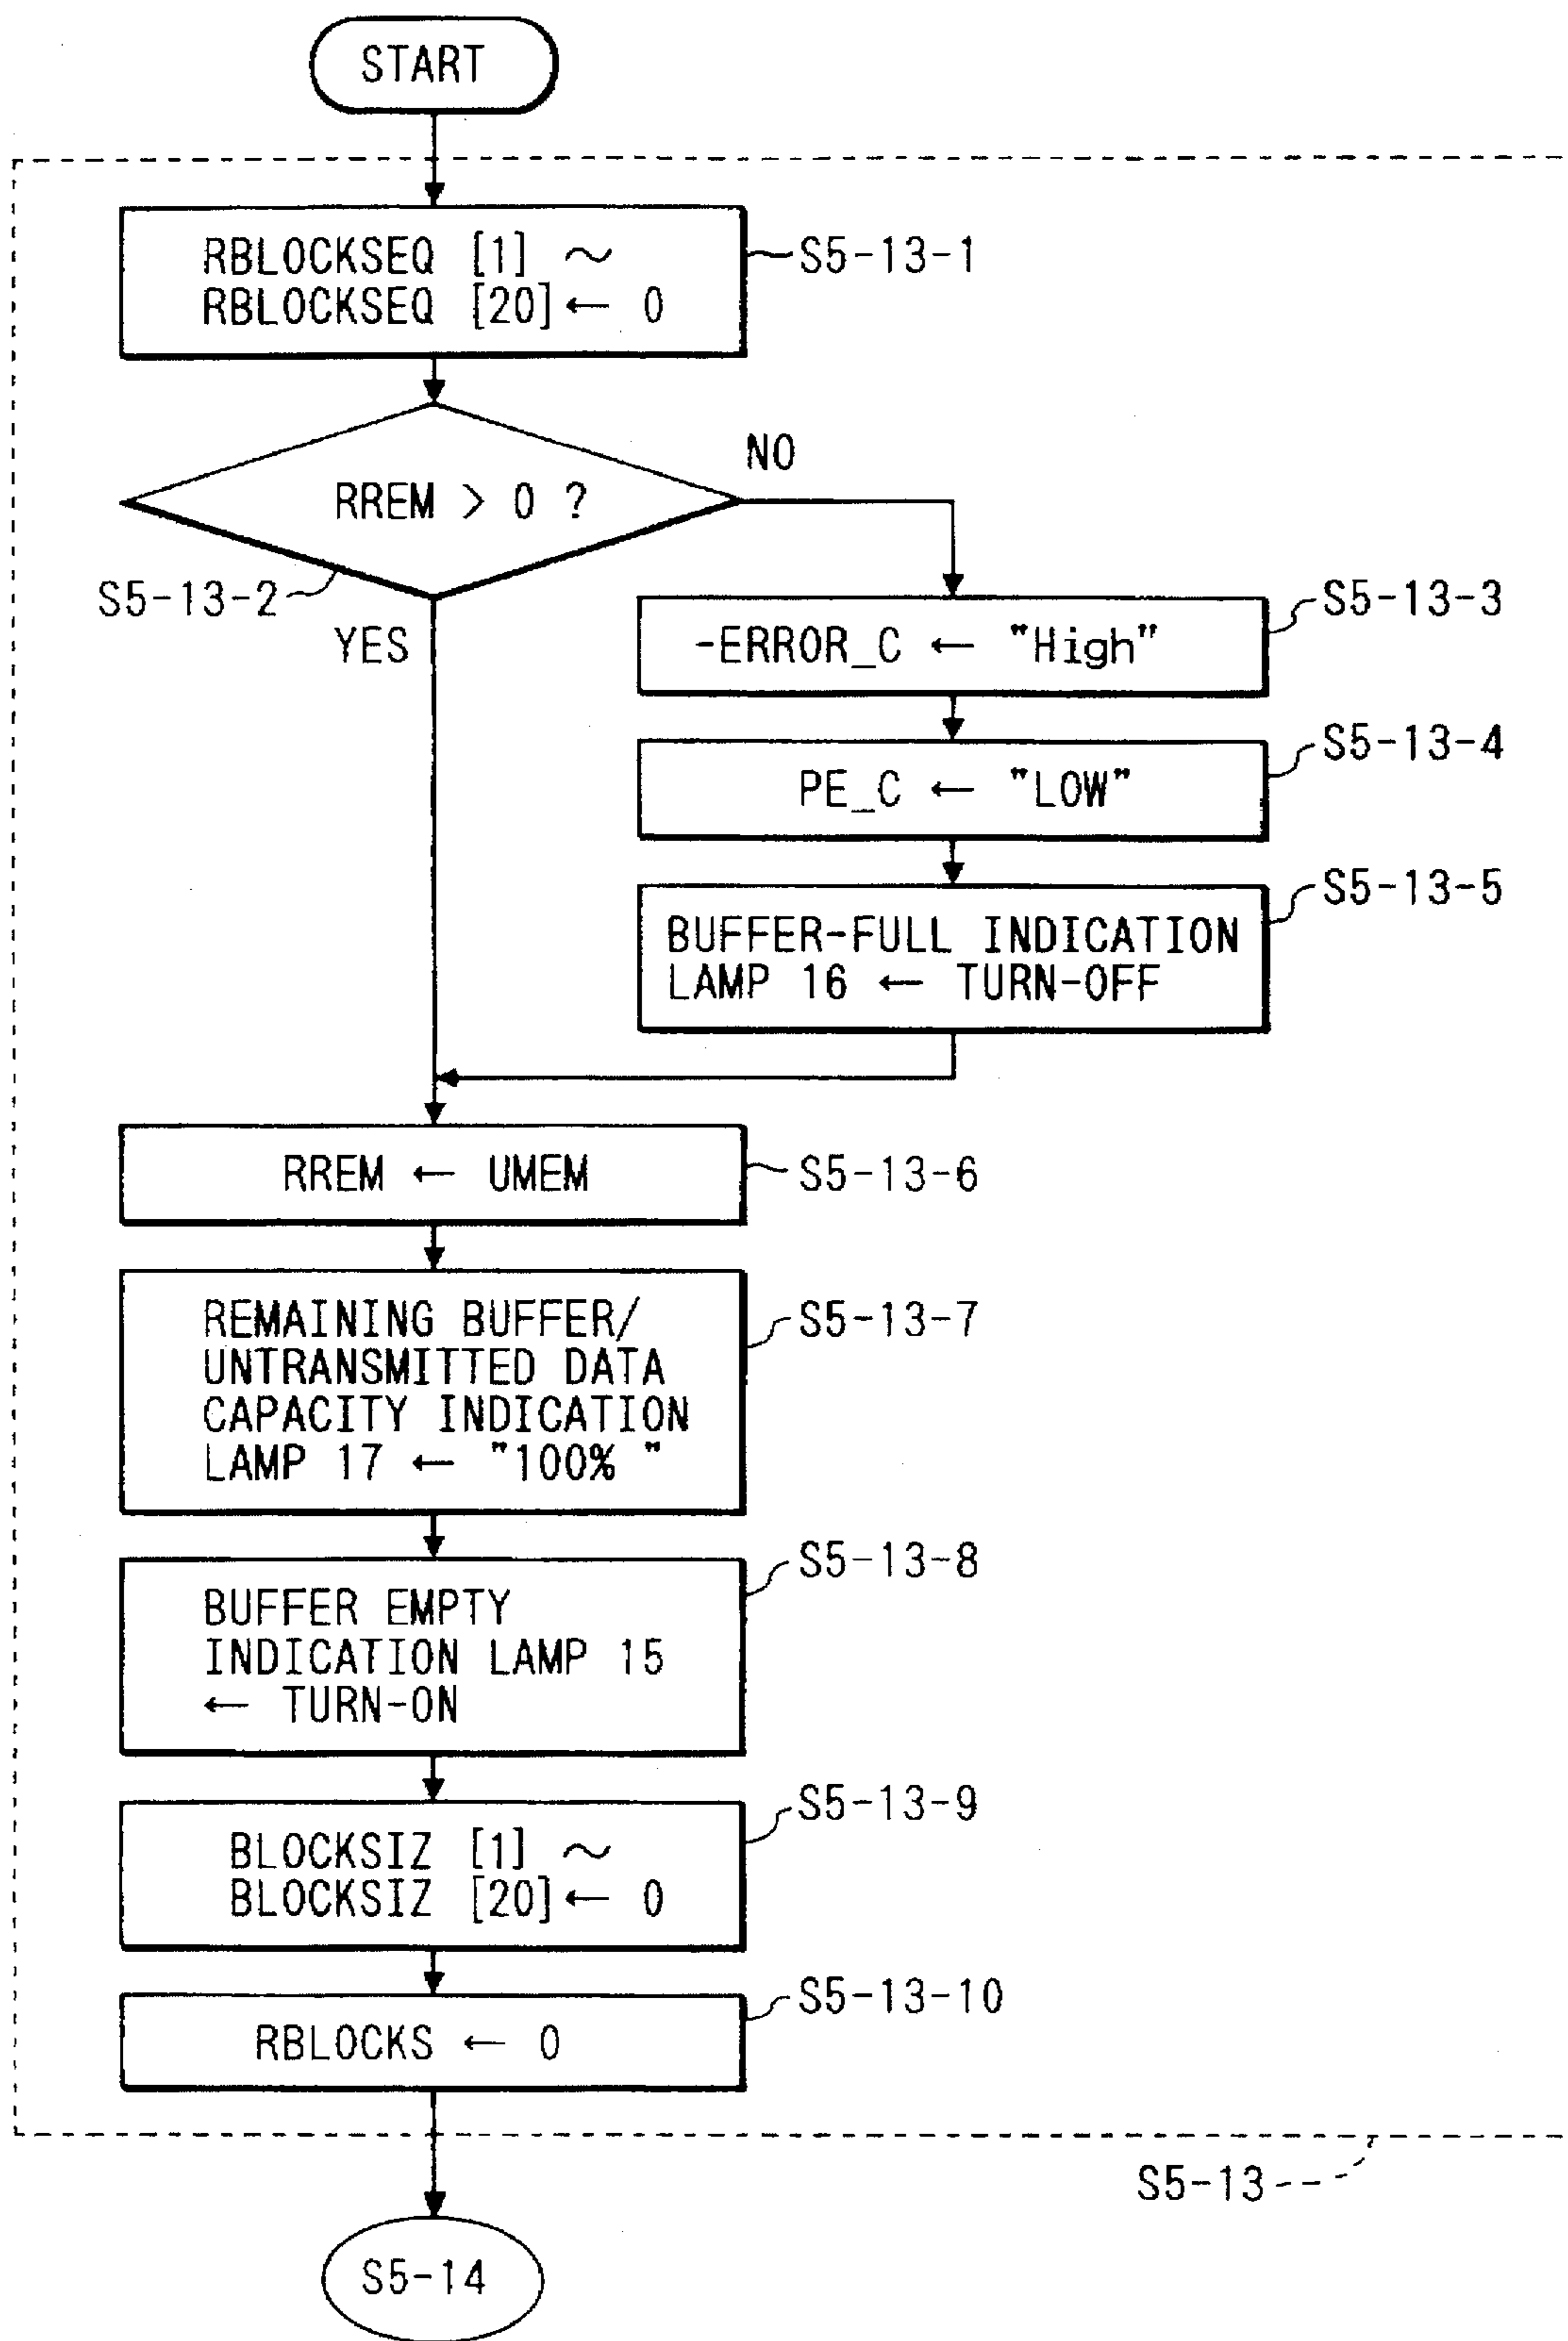 START
RBLOCKSEQ [1] ～
RBLOCKSEQ [20] ← 0
S5-13-1
RREM > 0 ?
NO
S5-13-2
YES
S5-13-3
-ERROR_C ← "High"
S5-13-4
PE_C ← "LOW"
S5-13-5
BUFFER-FULL INDICATION
LAMP 16 ← TURN-OFF
RREM ← UMEM
S5-13-6
REMAINING BUFFER/
UNTRANSMITTED DATA
CAPACITY INDICATION
LAMP 17 ← "100% "
S5-13-7
S5-13-8
BUFFER EMPTY
INDICATION LAMP 15
← TURN-ON
S5-13-9
BLOCKSIZ [1] ～
BLOCKSIZ [20] ← 0
S5-13-10
RBLOCKS ← 0
S5-13
S5-14